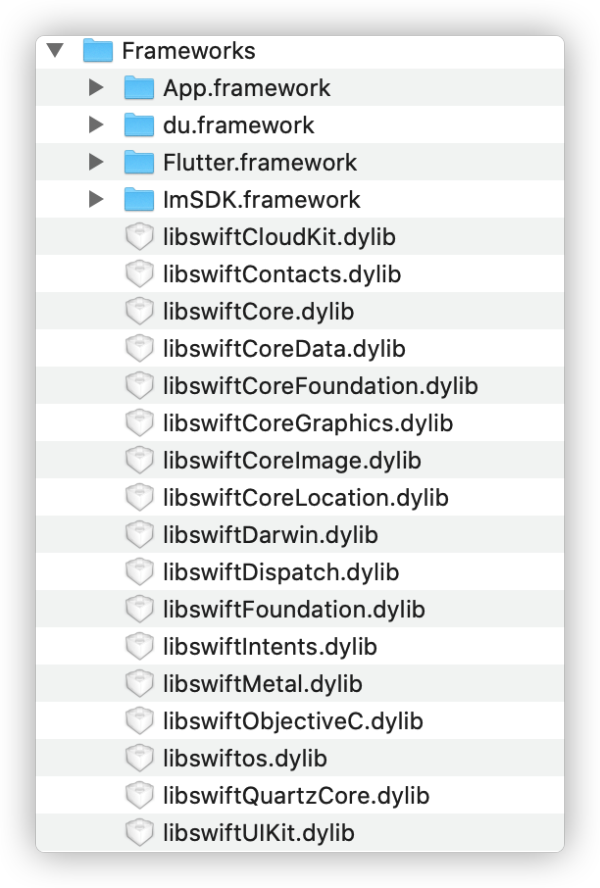 Frameworks
App.framework
du.framework
Flutter.framework
ImSDK.framework
libswiftCloudKit.dylib
libswiftContacts.dylib
libswiftCore.dylib
libswiftCoreData.dylib
libswiftCoreFoundation.dylib
libswiftCoreGraphics.dylib
libswiftCoreImage.dylib
libswiftCoreLocation.dylib
libswiftDarwin.dylib
libswiftDispatch.dylib
libswiftFoundation.dylib
libswiftIntents.dylib
libswiftMetal.dylib
libswiftObjectiveC.dylib
libswiftos.dylib
libswiftQuartzCore.dylib
libswiftUIKit.dylib